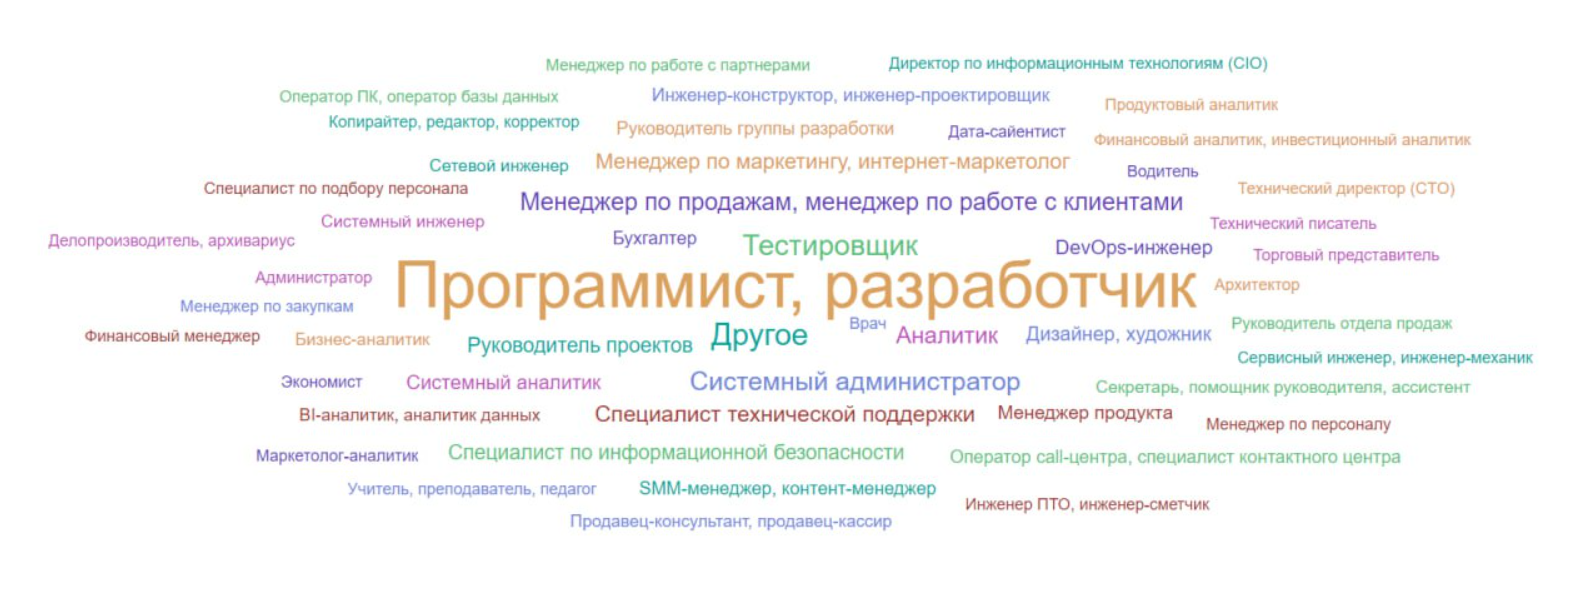 Менеджер по работе с партнерами
Директор по информационным технологиям (CIO)
Оператор ПК, оператор базы данных
Инженер-конструктор, инженер-проектировщик
Продуктовый аналитик
Копирайтер, редактор, корректор
Руководитель группы разработки
Дата-сайентист
Финансовый аналитик, инвестиционный аналитик
Сетевой инженер
Менеджер по маркетингу, интернет-маркетолог
Водитель
Специалист по подбору персонала
Технический директор (CTO)
Менеджер по продажам, менеджер по работе с клиентами
Системный инженер
Технический писатель
Делопроизводитель, архивариус
Бухгалтер
Тестировщик
DevOps-инженер
Торговый представитель
Администратор
Программист, разработчик
Архитектор
Менеджер по закупкам
Врач
Руководитель отдела продаж
Финансовый менеджер
Бизнес-аналитик
Руководитель проектов
Другое
Аналитик
Дизайнер, художник
Сервисный инженер, инженер-механик
Экономист
Системный аналитик
Системный администратор
Секретарь, помощник руководителя, ассистент
BI-аналитик, аналитик данных
Специалист технической поддержки
Менеджер продукта
Менеджер по персоналу
Маркетолог-аналитик
Специалист по информационной безопасности
Оператор call-центра, специалист контактного центра
Учитель, преподаватель, педагог
SMM-менеджер, контент-менеджер
Инженер ПТО, инженер-сметчик
Продавец-консультант, продавец-кассир